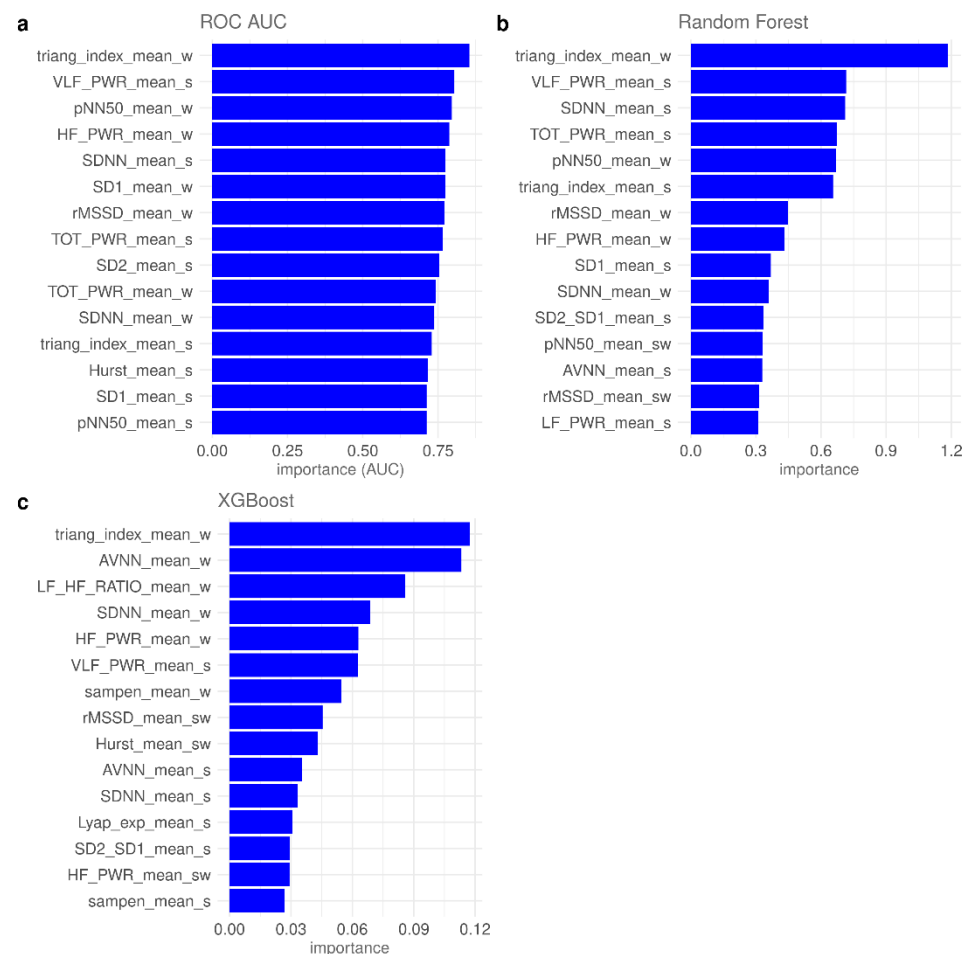 a
ROC AUC
triang_index_mean_w
VLF_PWR_mean_s
pNN50_mean_w
HF_PWR_mean_w
SDNN_mean_s
SD1_mean_w
rMSSD_mean_w
TOT_PWR_mean_s
SD2_mean_s
TOT_PWR_mean_w
SDNN_mean_w
triang_index_mean_s
Hurst_mean_s
SD1_mean_s
pNN50_mean_s
0.00 0.25 0.50 0.75
importance (AUC)
b
Random Forest
triang_index_mean_w
VLF_PWR_mean_s
SDNN_mean_s
TOT_PWR_mean_s
pNN50_mean_w
triang_index_mean_s
rMSSD_mean_w
HF_PWR_mean_w
SD1_mean_s
SDNN_mean_w
SD2_SD1_mean_s
pNN50_mean_sw
AVNN_mean_s
rMSSD_mean_sw
LF_PWR_mean_s
0.0 0.3 0.6 0.9 1.2
importance
c
XGBoost
triang_index_mean_w
AVNN_mean_w
LF_HF_RATIO_mean_w
SDNN_mean_w
HF_PWR_mean_w
VLF_PWR_mean_s
sampen_mean_w
rMSSD_mean_sw
Hurst_mean_sw
AVNN_mean_s
SDNN_mean_s
Lyap_exp_mean_s
SD2_SD1_mean_s
HF_PWR_mean_sw
sampen_mean_s
0.00 0.03 0.06 0.09 0.12
importance